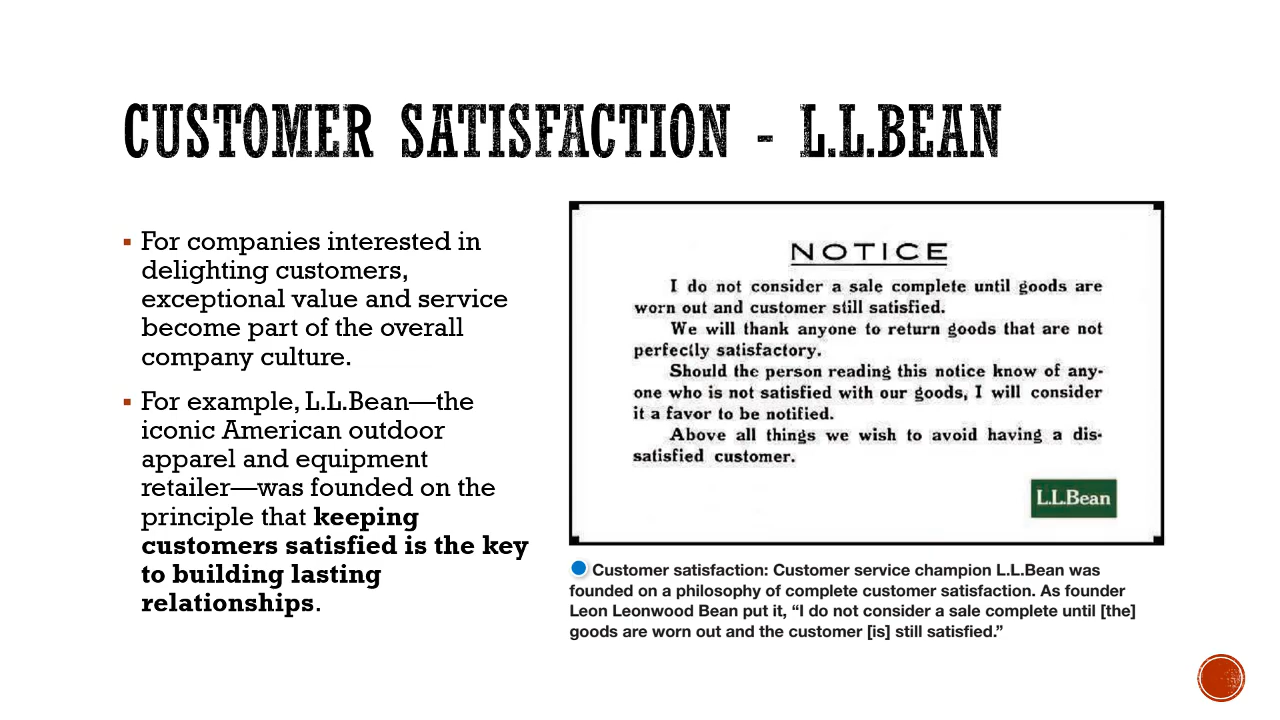 CUSTOMER SATISFACTION - L.L.BEAN
▪ For companies interested in
delighting customers,
exceptional value and service
become part of the overall
company culture.
▪ For example, L.L.Bean—the
iconic American outdoor
apparel and equipment
retailer—was founded on the
principle that keeping
customers satisfied is the key
to building lasting
relationships.
NOTICE
I do not consider a sale complete until goods are
worn out and customer still satisfied.
We will thank anyone to return goods that are not
perfectly satisfactory.
Should the person reading this notice know of any-
one who is not satisfied with our goods, I will consider
it a favor to be notified.
Above all things we wish to avoid having a dis-
satisfied customer.
L.L.Bean
Customer satisfaction: Customer service champion L.L.Bean was
founded on a philosophy of complete customer satisfaction. As founder
Leon Leonwood Bean put it, “I do not consider a sale complete until [the]
goods are worn out and the customer [is] still satisfied.”